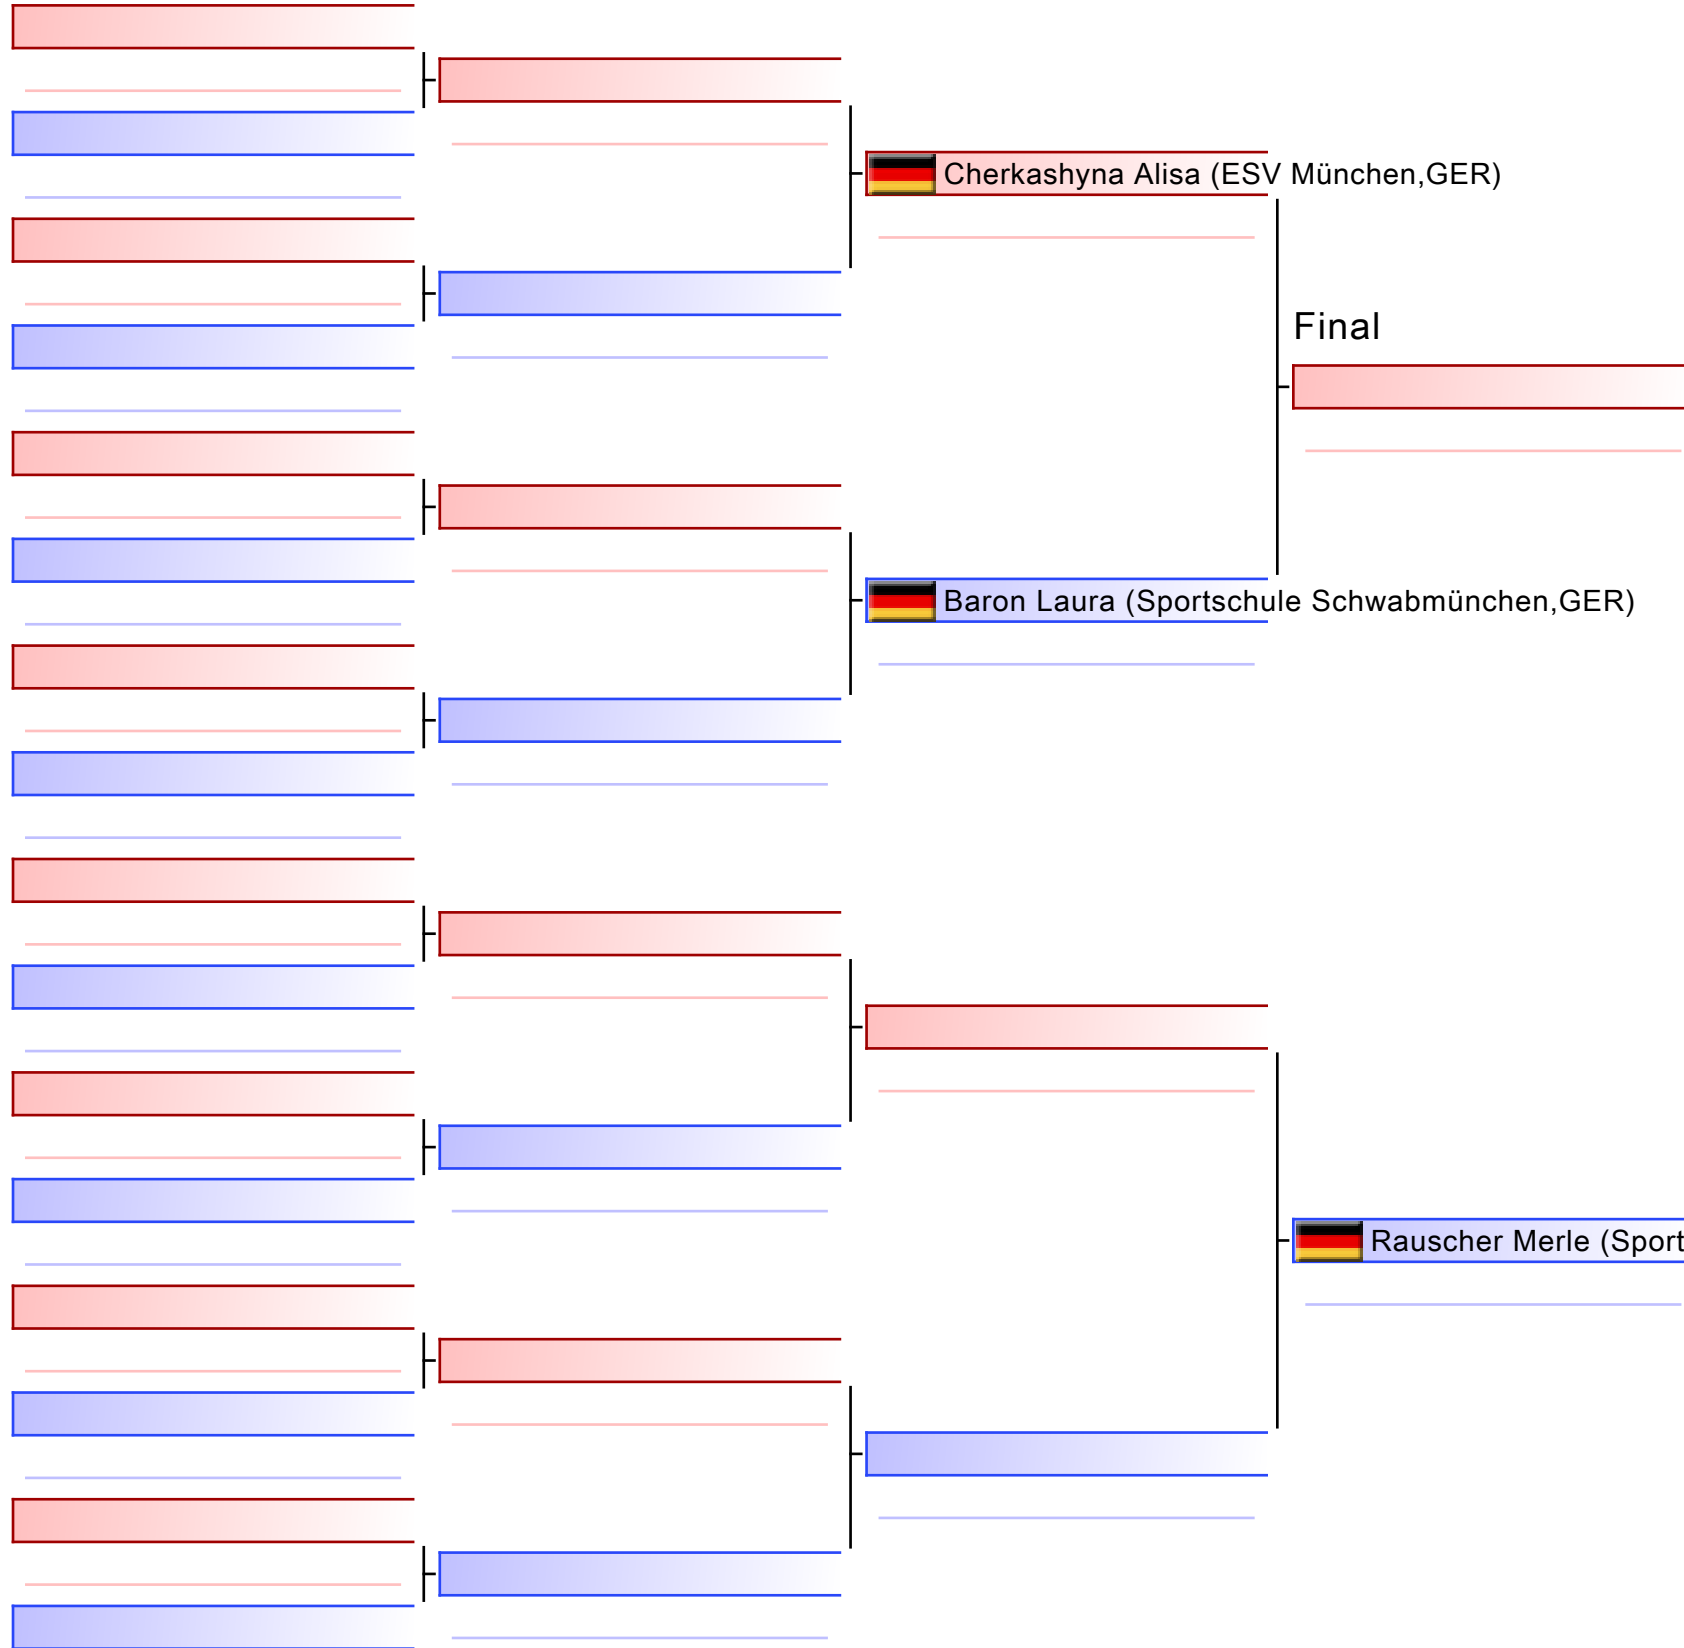 Cherkashyna Alisa (ESV München,GER)
Final
Baron Laura (Sportschule Schwabmünchen,GER)
Rauscher Merle (Sport